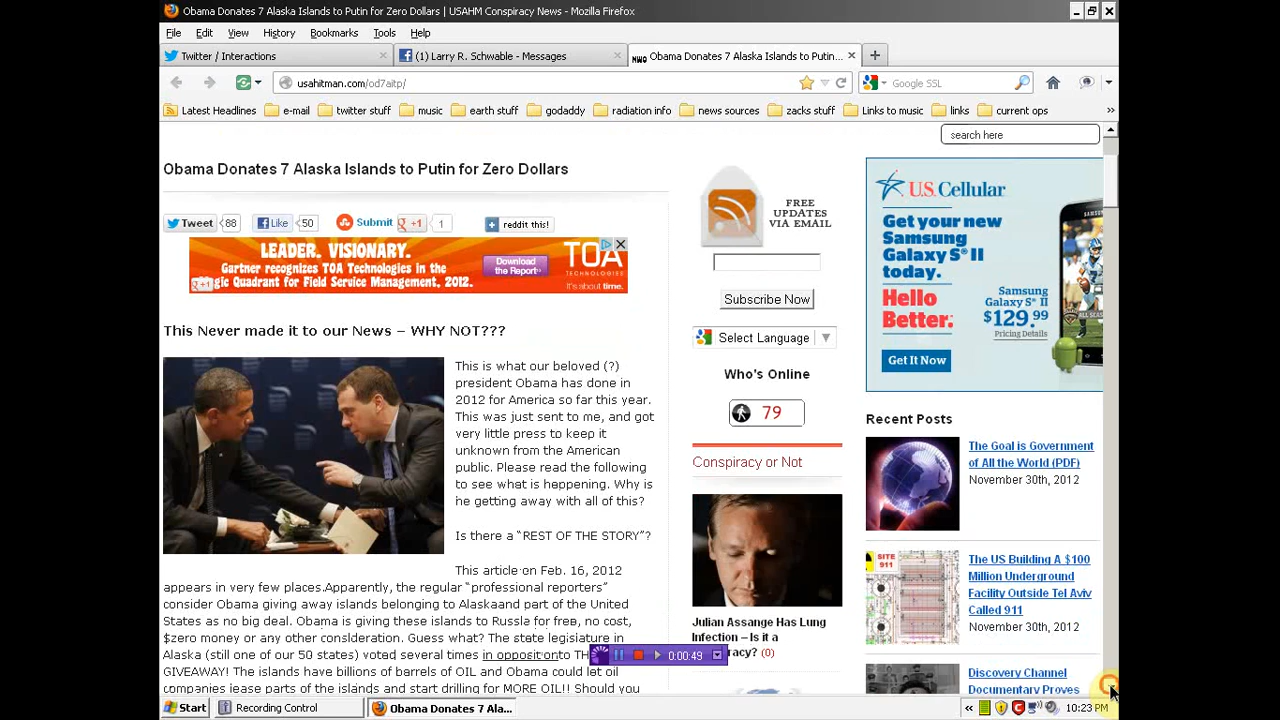 Obama Donates 7 Alaska Islands to Putin for Zero Dollars | USAHM Conspiracy News - Mozilla Firefox
File Edit View History Bookmarks Tools Help
Twitter / Interactions
(1) Larry R. Schwable - Messages
Obama Donates 7 Alaska Islands to Putin...
usahitman.com/od7aitp/
Google SSL
Latest Headlines e-mail twitter stuff music earth stuff godaddy radiation info news sources zacks stuff Links to music links current ops
search here
Obama Donates 7 Alaska Islands to Putin for Zero Dollars
Tweet 88 Like 50 Submit +1 1 reddit this!
LEADER. VISIONARY.
Gartner recognizes TOA Technologies in the
gle Quadrant for Field Service Management, 2012.
+1
Download
the Report
TOA
TECHNOLOGIES
It's about time.
This Never made it to our News – WHY NOT???
This is what our beloved (?)
president Obama has done in
2012 for America so far this year.
This was just sent to me, and got
very little press to keep it
unknown from the American
public. Please read the following
to see what is happening. Why is
he getting away with all of this?
Is there a “REST OF THE STORY”?
This article on Feb. 16, 2012
appears in very few places.Apparently, the regular “professional reporters”
consider Obama giving away islands belonging to Alaskaand part of the United
States as no big deal. Obama is giving these islands to Russie for free, no cost,
$zero money or any other consideration. Guess what? The state legislature in
Alaska (one of our 50 states) voted several times in oppositionto TH
GIVEAWAY! The islands have billions of barrels of OIL and Obama could let oil
companies lease parts of the islands and start drilling for MORE OIL!! Should you
FREE
UPDATES
VIA EMAIL
Subscribe Now
Select Language
Who's Online
79
Conspiracy or Not
Julian Assange Has Lung
Infection – Is it a
racy? (0)
U.S. Cellular
Get your new
Samsung
Galaxy S® II
today.
Hello
Better.
Samsung
Galaxy S® II
$129.99
Pricing Details
Get It Now
Recent Posts
The Goal is Government
of All the World (PDF)
November 30th, 2012
SITE
911
The US Building A $100
Million Underground
Facility Outside Tel Aviv
Called 911
November 30th, 2012
Discovery Channel
Documentary Proves
0:00:49
Start Recording Control Obama Donates 7 Ala... 10:23 PM